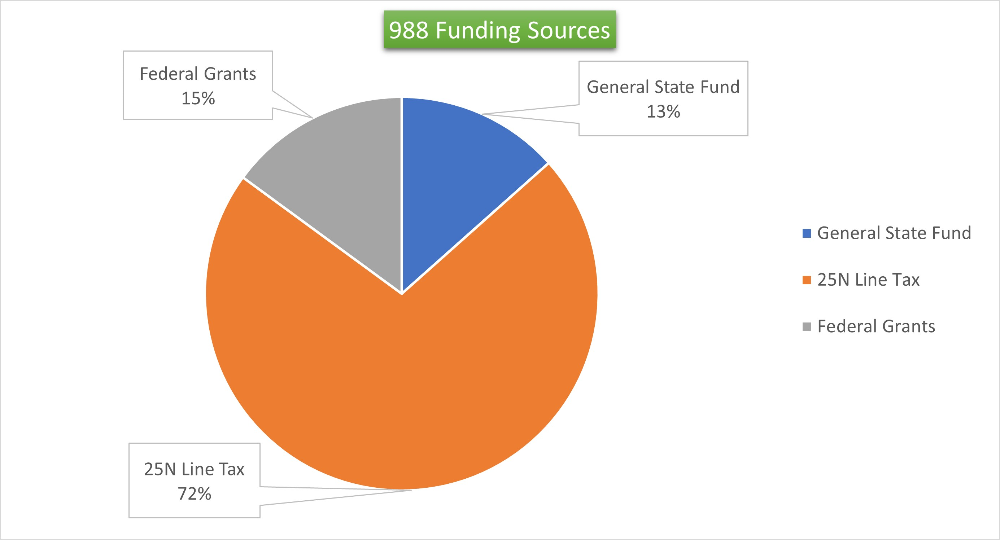 988 Funding Sources
Federal Grants
15%
General State Fund
13%
General State Fund
25N Line Tax
Federal Grants
25N Line Tax
72%